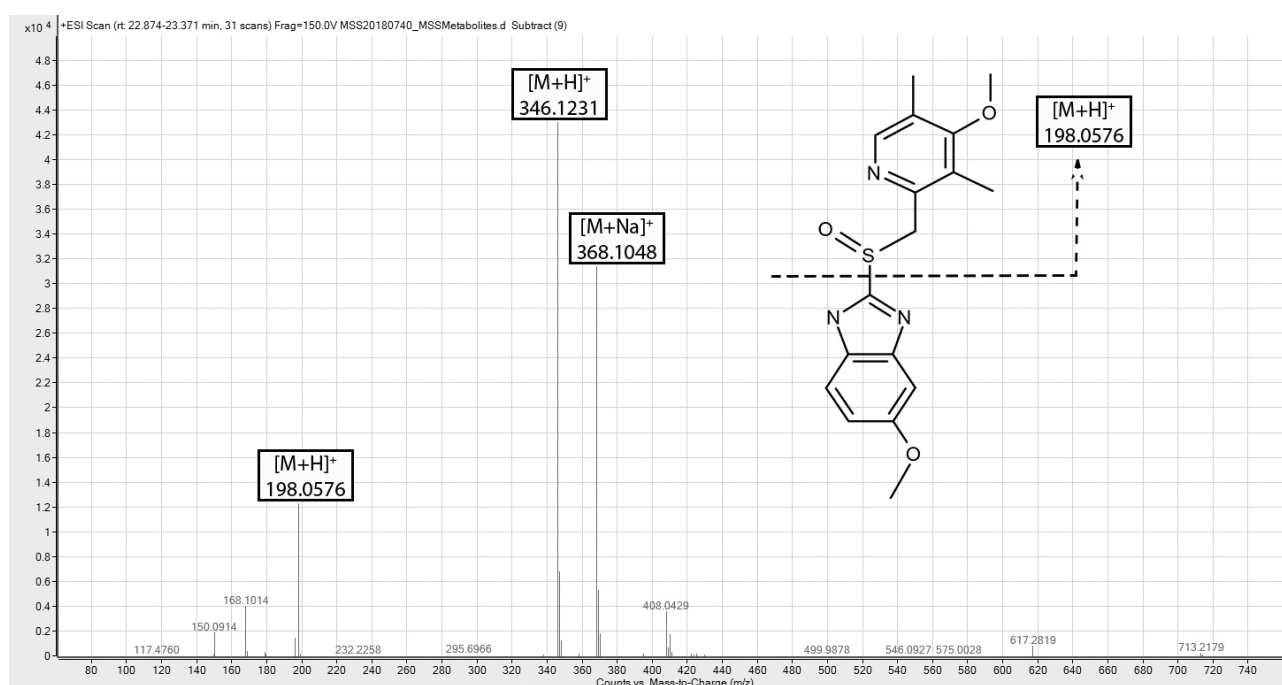 x10 4 +ESI Scan (rt: 22.874-23.371 min, 31 scans) Frag=150.0V MSS20180740_MSSMetabolites.d Subtract (9)
4.8
4.6
4.4
4.2
4
3.8
3.6
3.4
3.2
3
2.8
2.6
2.4
2.2
2
1.8
1.6
1.4
1.2
1
0.8
0.6
0.4
0.2
0
[M+H]+
346.1231
[M+Na]+
368.1048
[M+H]+
198.0576
[M+H]+
198.0576
O
N
O
S
N
N
O
117.4760
150.0914
168.1014
232.2258
295.6966
408.0429
499.9878
546.0927
575.0028
617.2819
713.2179
80 100 120 140 160 180 200 220 240 260 280 300 320 340 360 380 400 420 440 460 480 500 520 540 560 580 600 620 640 660 680 700 720 740
Counts vs. Mass-to-Charge (m/z)